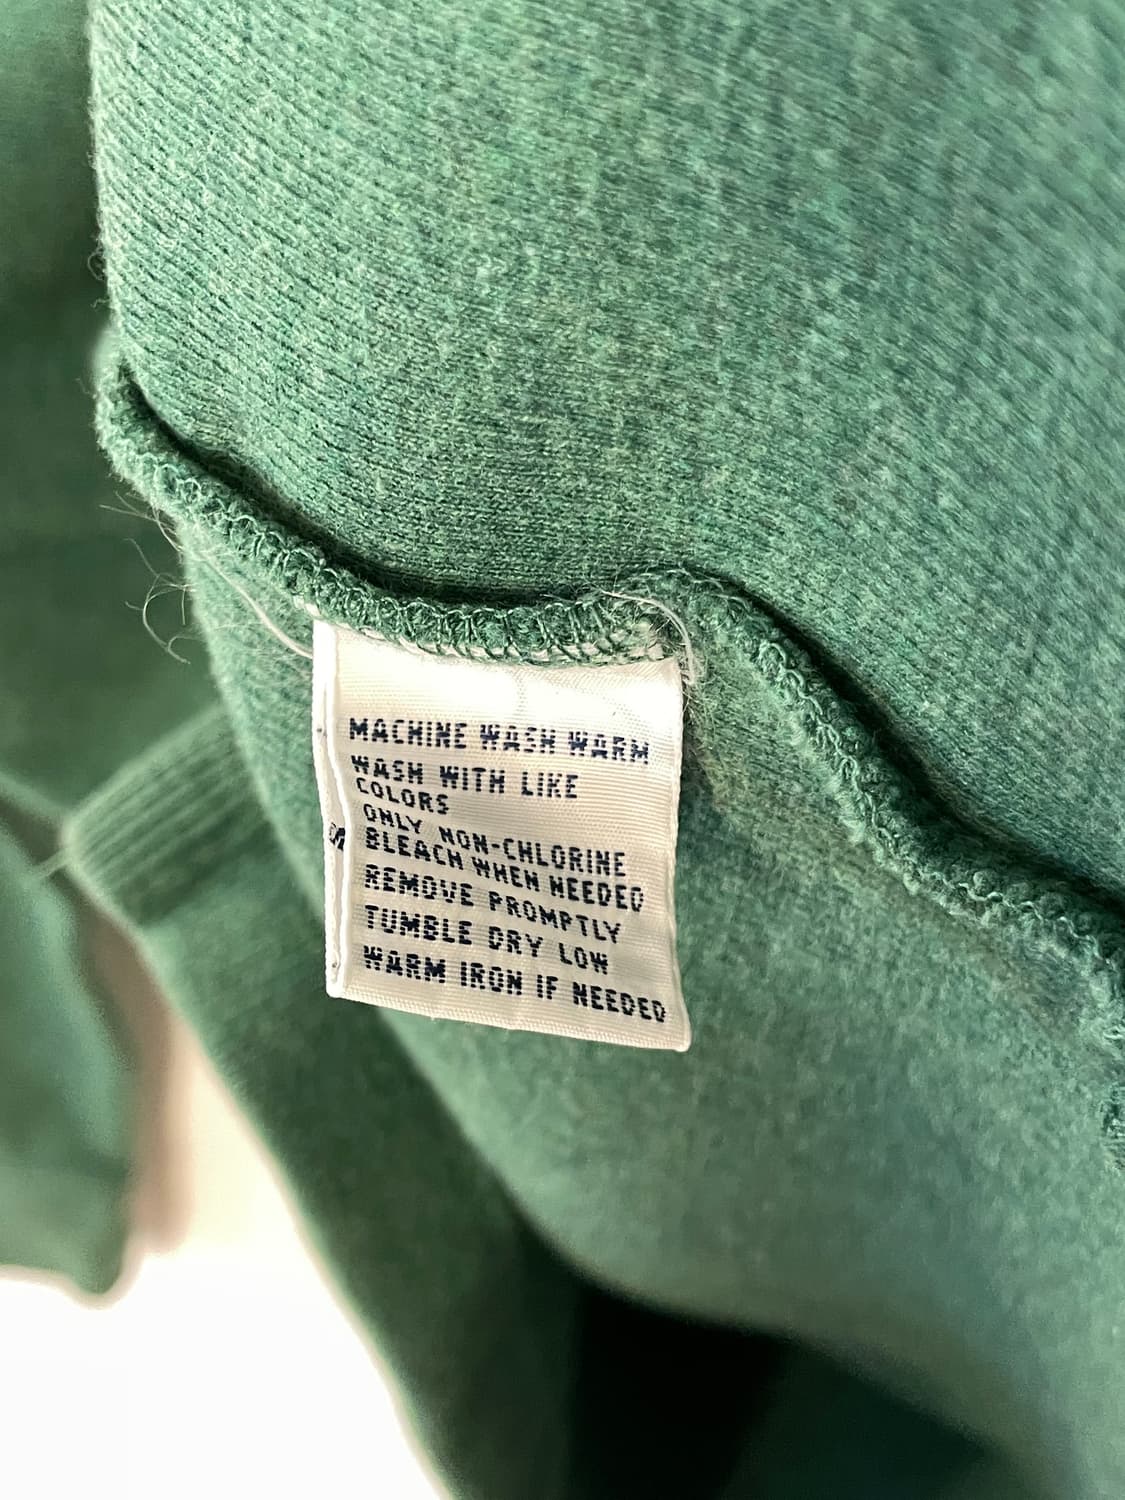 MACHINE WASH WARM
WASH WITH LIKE
COLORS
ONLY NON-CHLORINE
BLEACH WHEN NEEDED
REMOVE PROMPTLY
TUMBLE DRY LOW
WARM IRON IF NEEDED